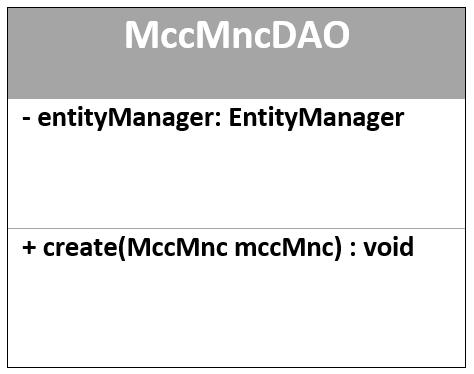 MccMncDAO
- entityManager: EntityManager
+ create(MccMnc mccMnc) : void